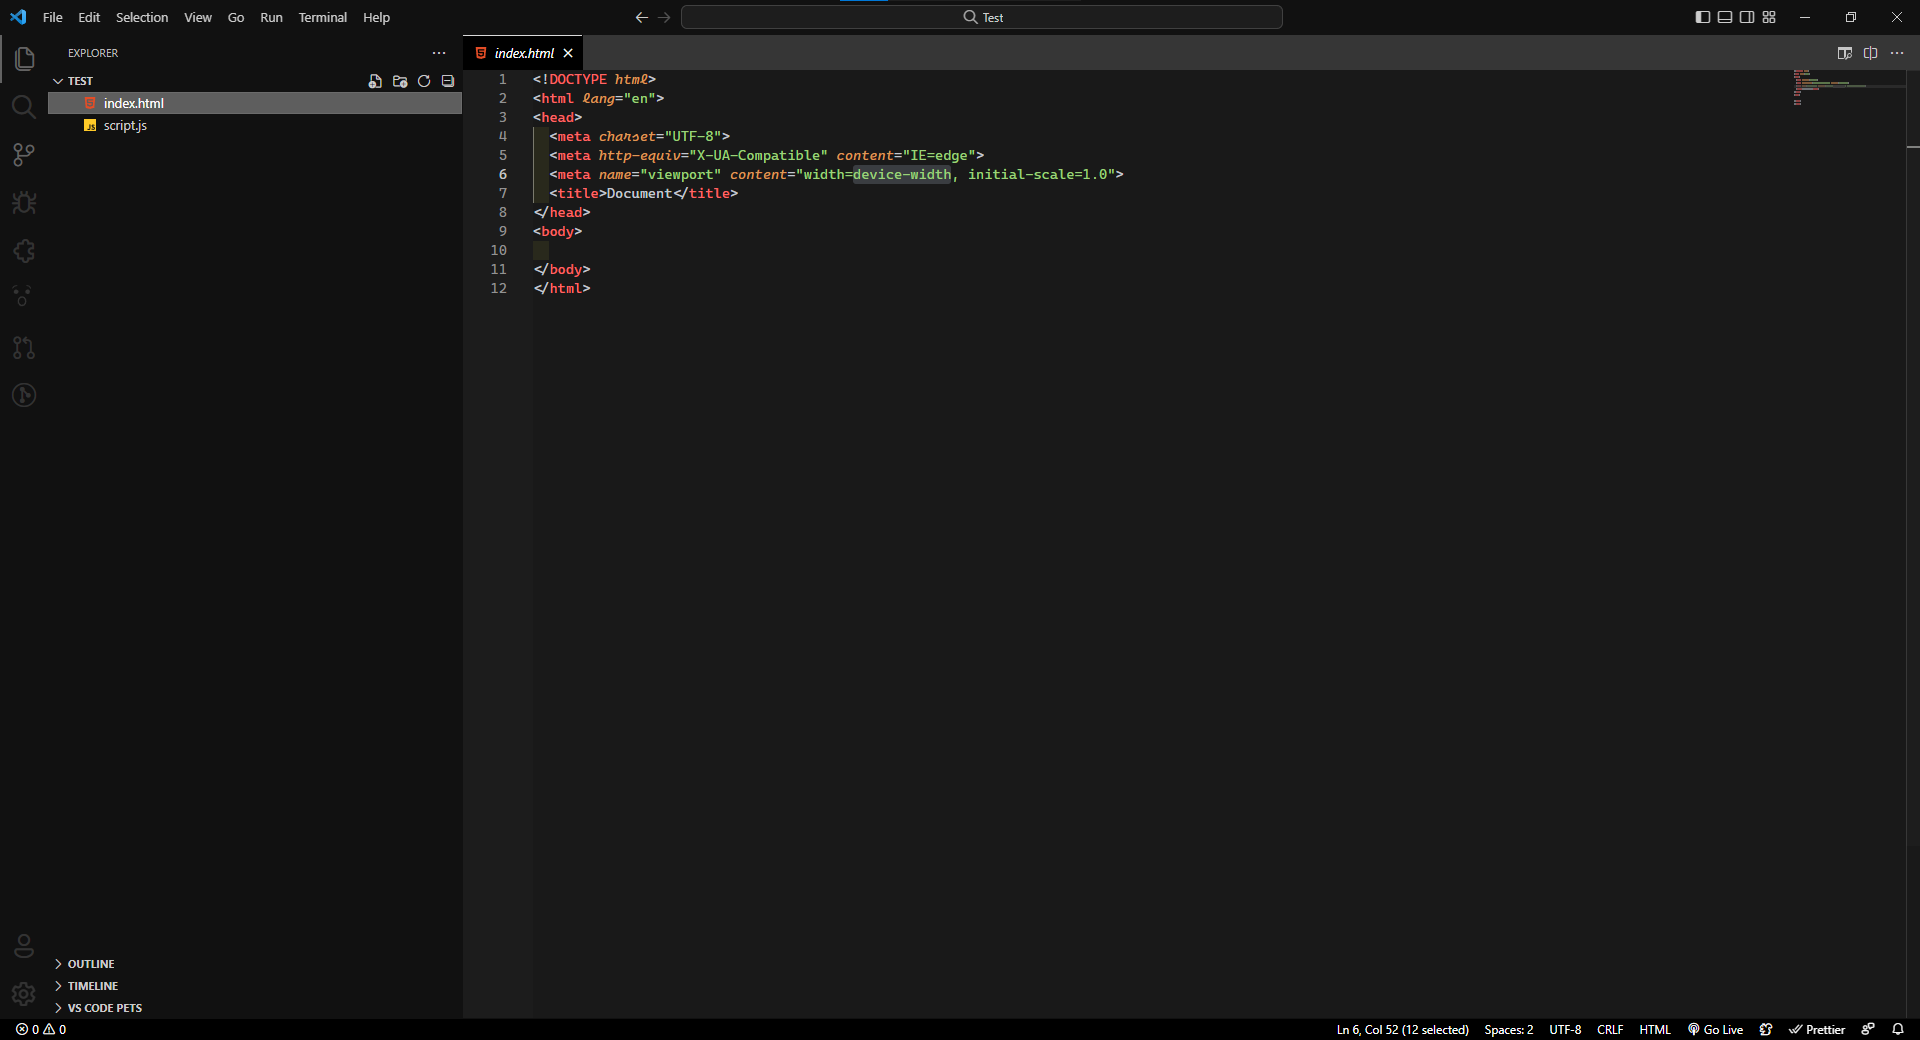 File Edit Selection View Go Run Terminal Help
Test
EXPLORER
TEST
index.html
script.js
index.html
1 <!DOCTYPE html>
2 <html lang="en">
3 <head>
4 <meta charset="UTF-8">
5 <meta http-equiv="X-UA-Compatible" content="IE=edge">
6 <meta name="viewport" content="width=device-width, initial-scale=1.0">
7 <title>Document</title>
8 </head>
9 <body>
10
11 </body>
12 </html>
OUTLINE
TIMELINE
VS CODE PETS
0 0
Ln 6, Col 52 (12 selected) Spaces: 2 UTF-8 CRLF HTML Go Live Prettier